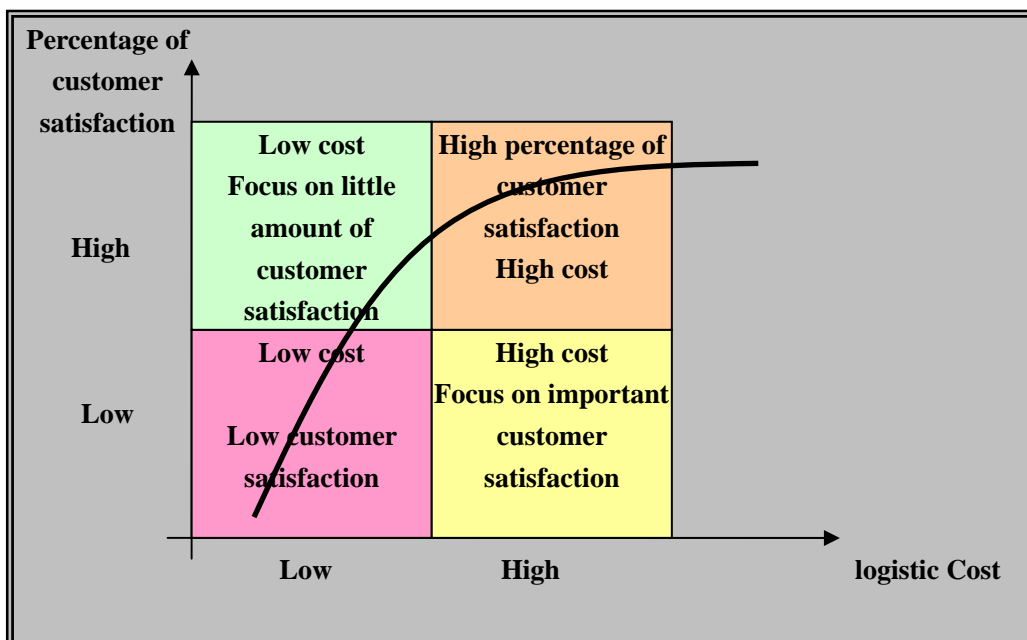 Percentage of
customer
satisfaction
Low cost
Focus on little
amount of
customer
satisfaction
High percentage of
customer
satisfaction
High cost
High
Low cost
Low customer
satisfaction
High cost
Focus on important
customer
satisfaction
Low
Low
High
logistic Cost